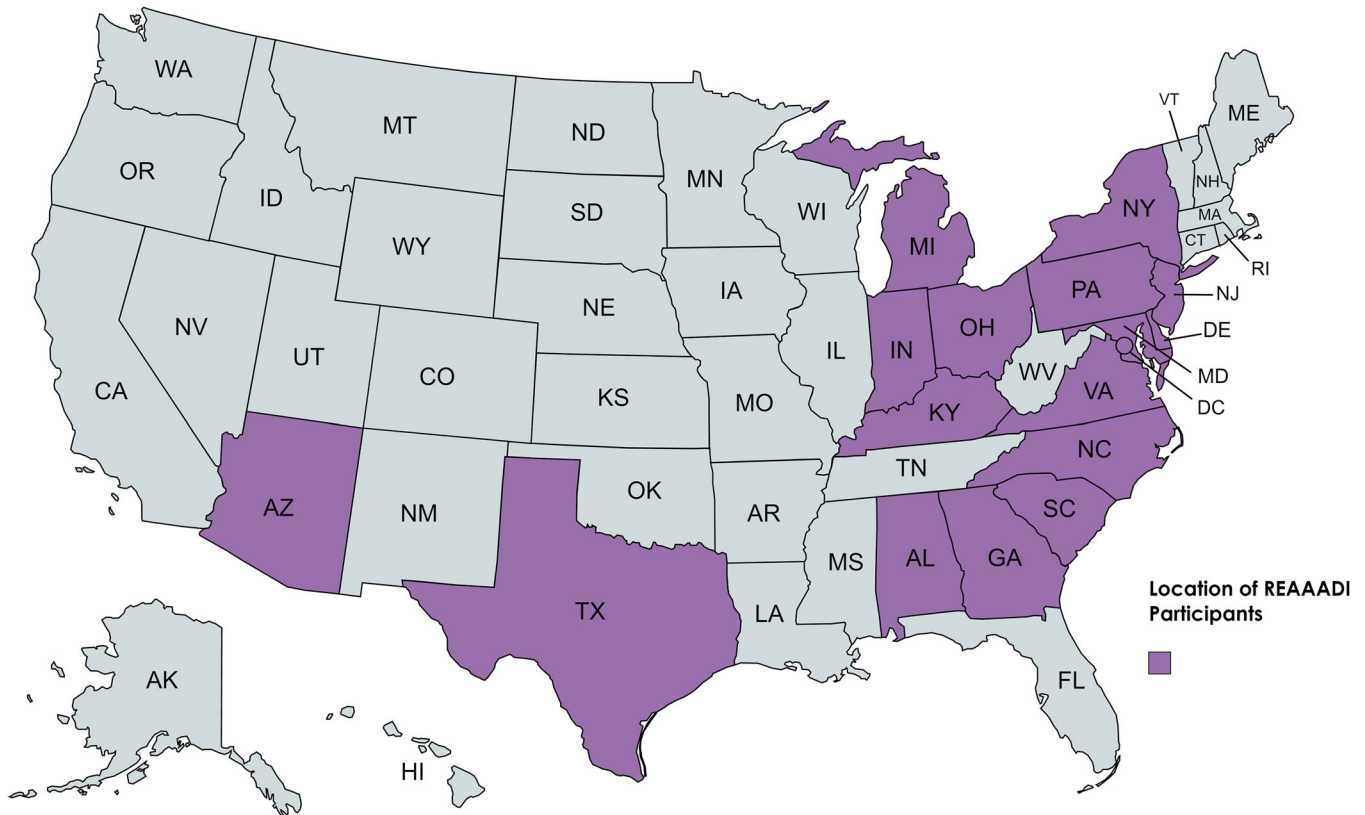 WA
MT
ND
MN
VT
ME
OR
ID
SD
WI
NH
NY
MA
WY
MI
CT
RI
IA
PA
NJ
NE
NV
OH
DE
UT
IL
IN
CO
WV
MD
CA
KS
MO
VA
DC
KY
NC
TN
OK
AZ
NM
AR
SC
MS
AL
GA
TX
LA
Location of REAAADI
Participants
AK
FL
HI